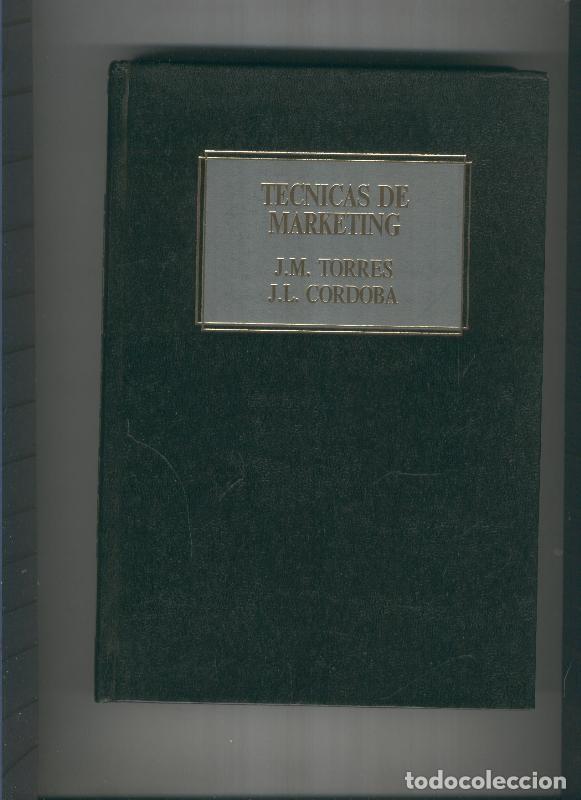 TECNICAS DE
MARKETING
J.M. TORRES
J.L. CORDOBA
todocoleccion